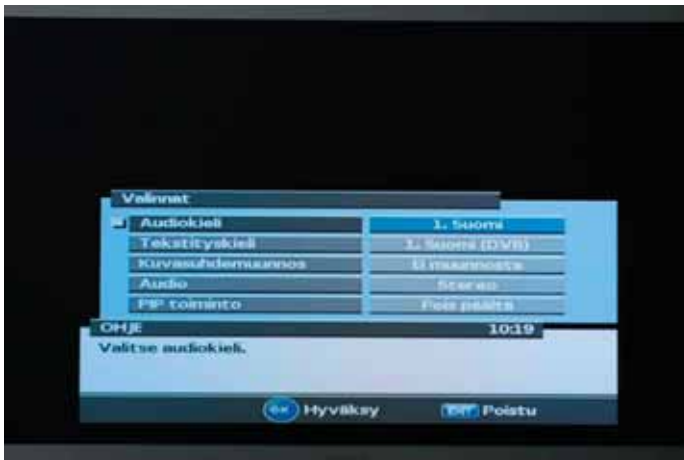 Valinnat
Audiokieli 1. Suomi
Tekstityskieli 1. Suomi (DVB)
Kuvasuhdemuunnos Ei muunnosta
Audio Stereo
PIP toiminto Pois päältä
OHJE 10:19
Valitse audiokieli.
OK Hyväksy EXIT Poistu